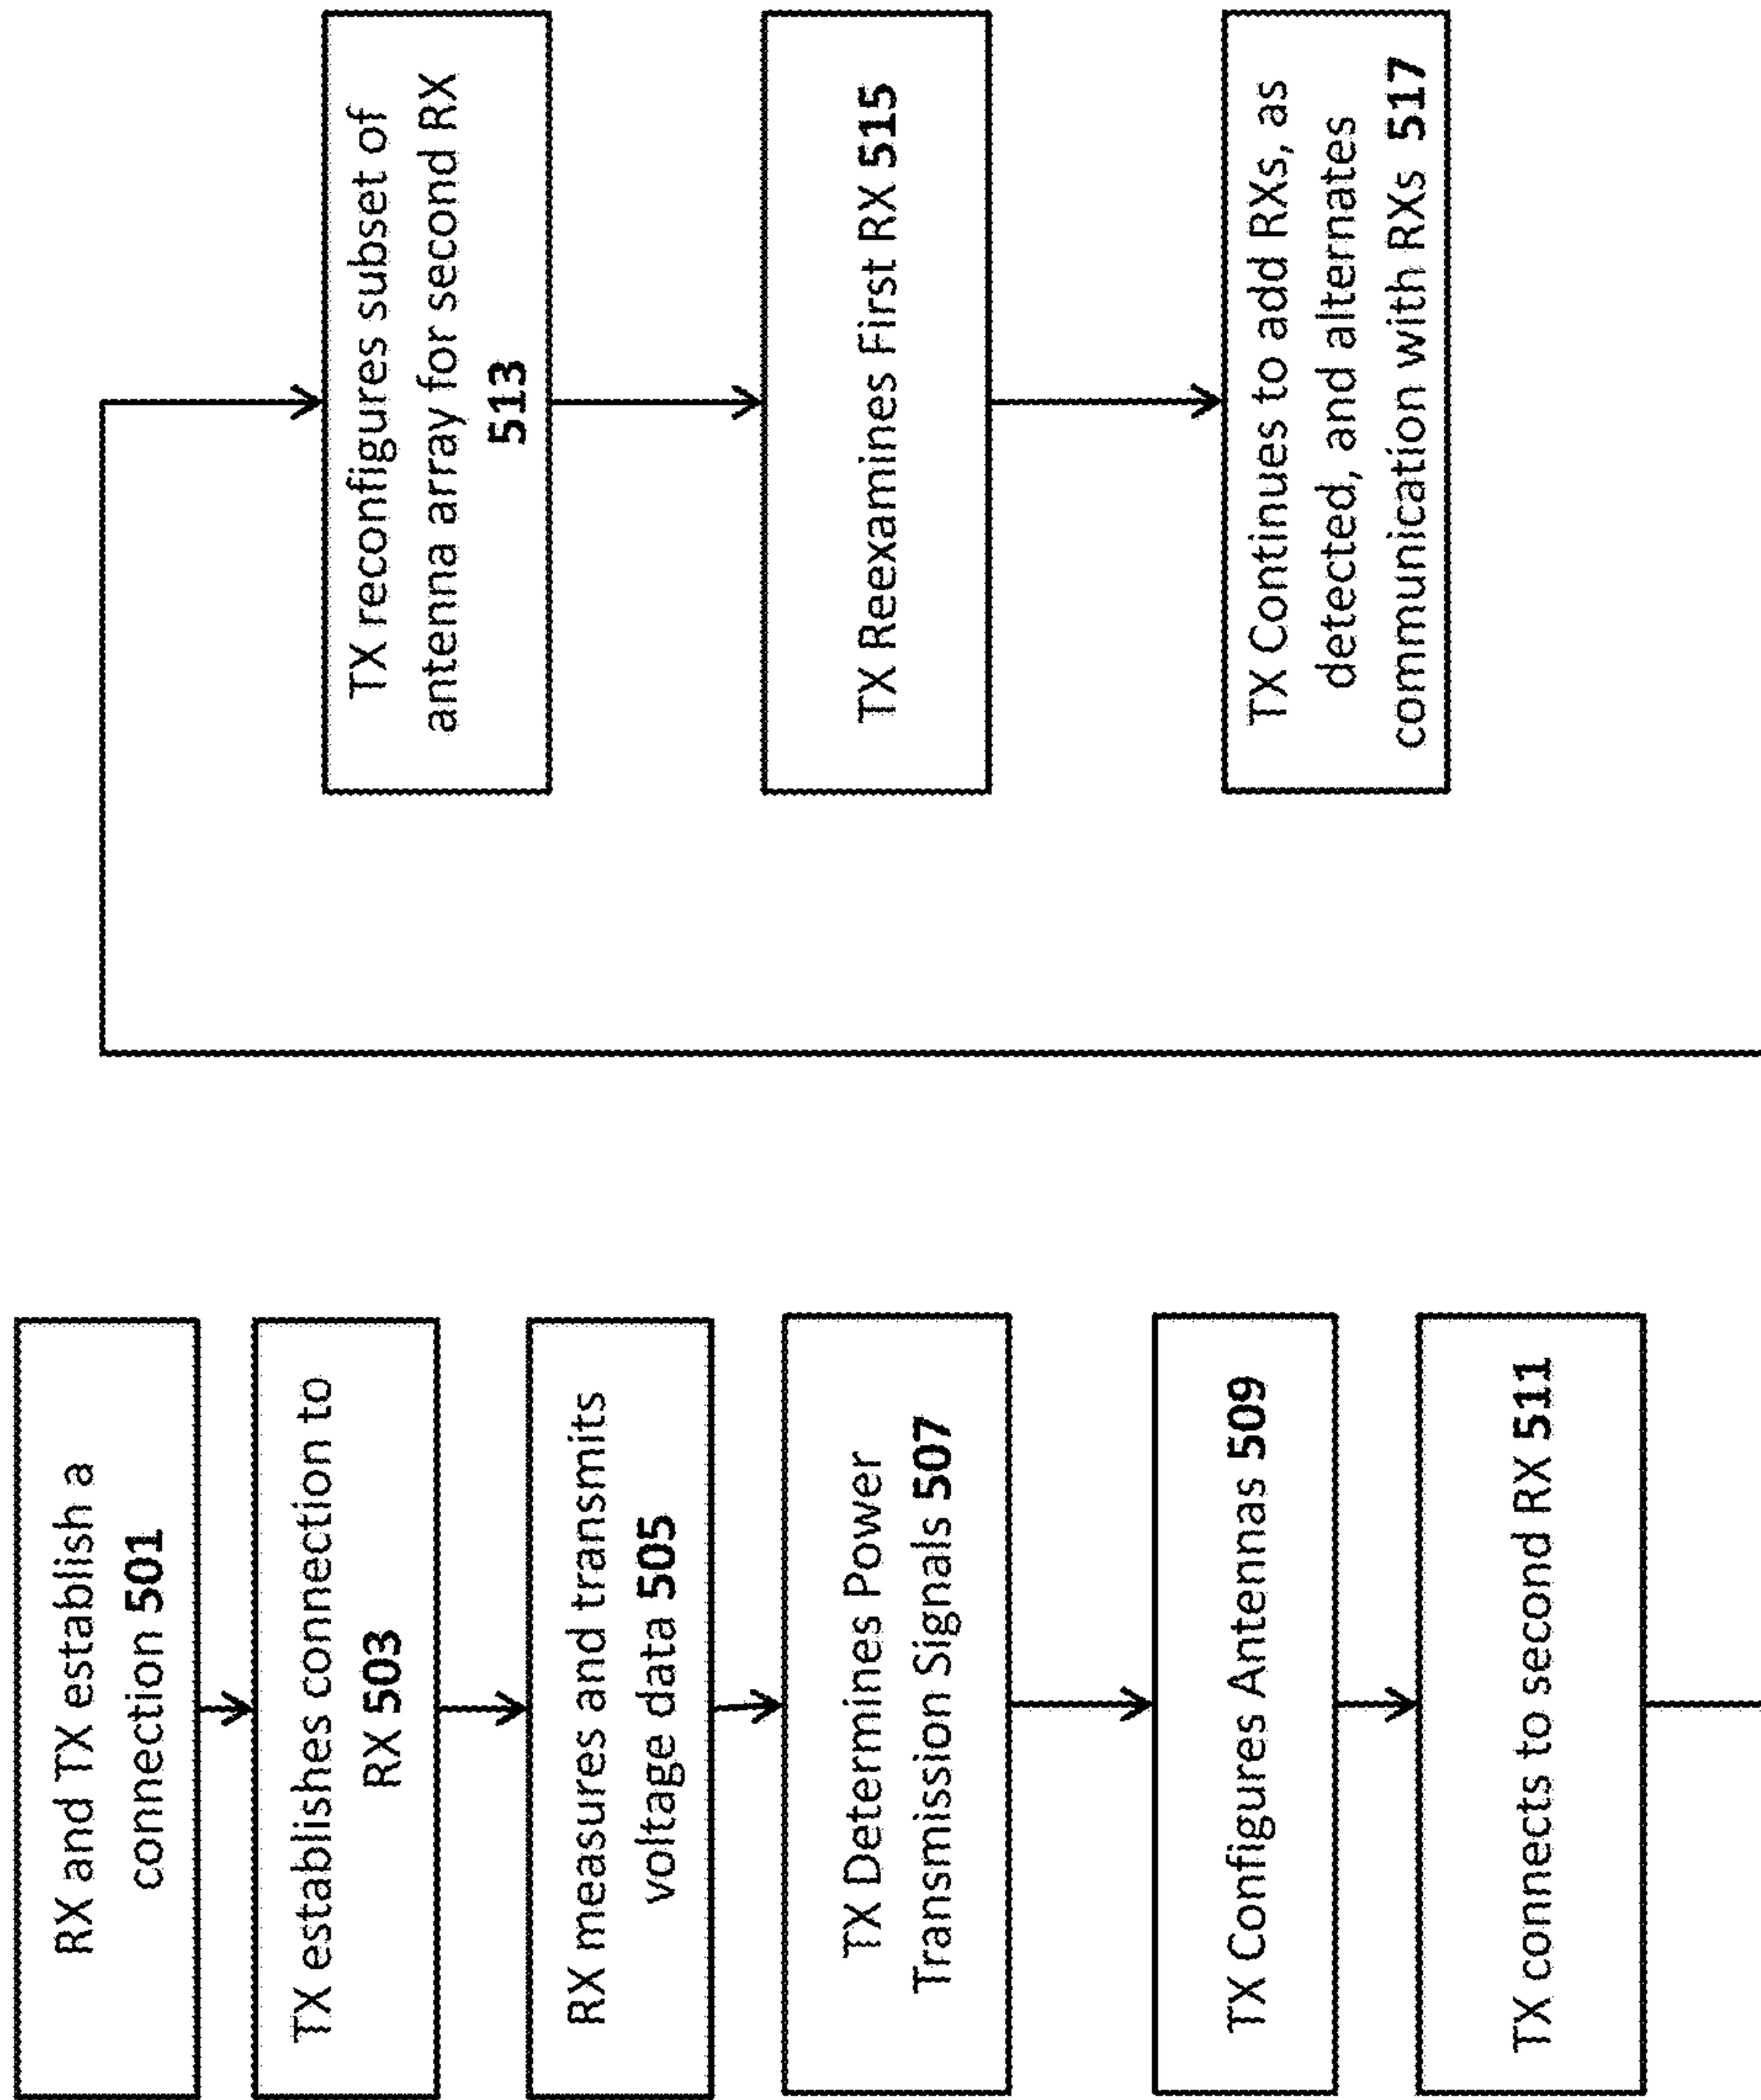 RX and TX establish a
connection 501
TX establishes connection to
RX 503
RX measures and transmits
voltage data 505
TX Determines Power
Transmission Signals 507
TX Configures Antennas 509
TX connects to second RX 511
TX reconfigures subset of
antenna array for second RX
513
TX Reexamines First RX 515
TX Continues to add RXs, as
detected, and alternates
communication with RXs 517